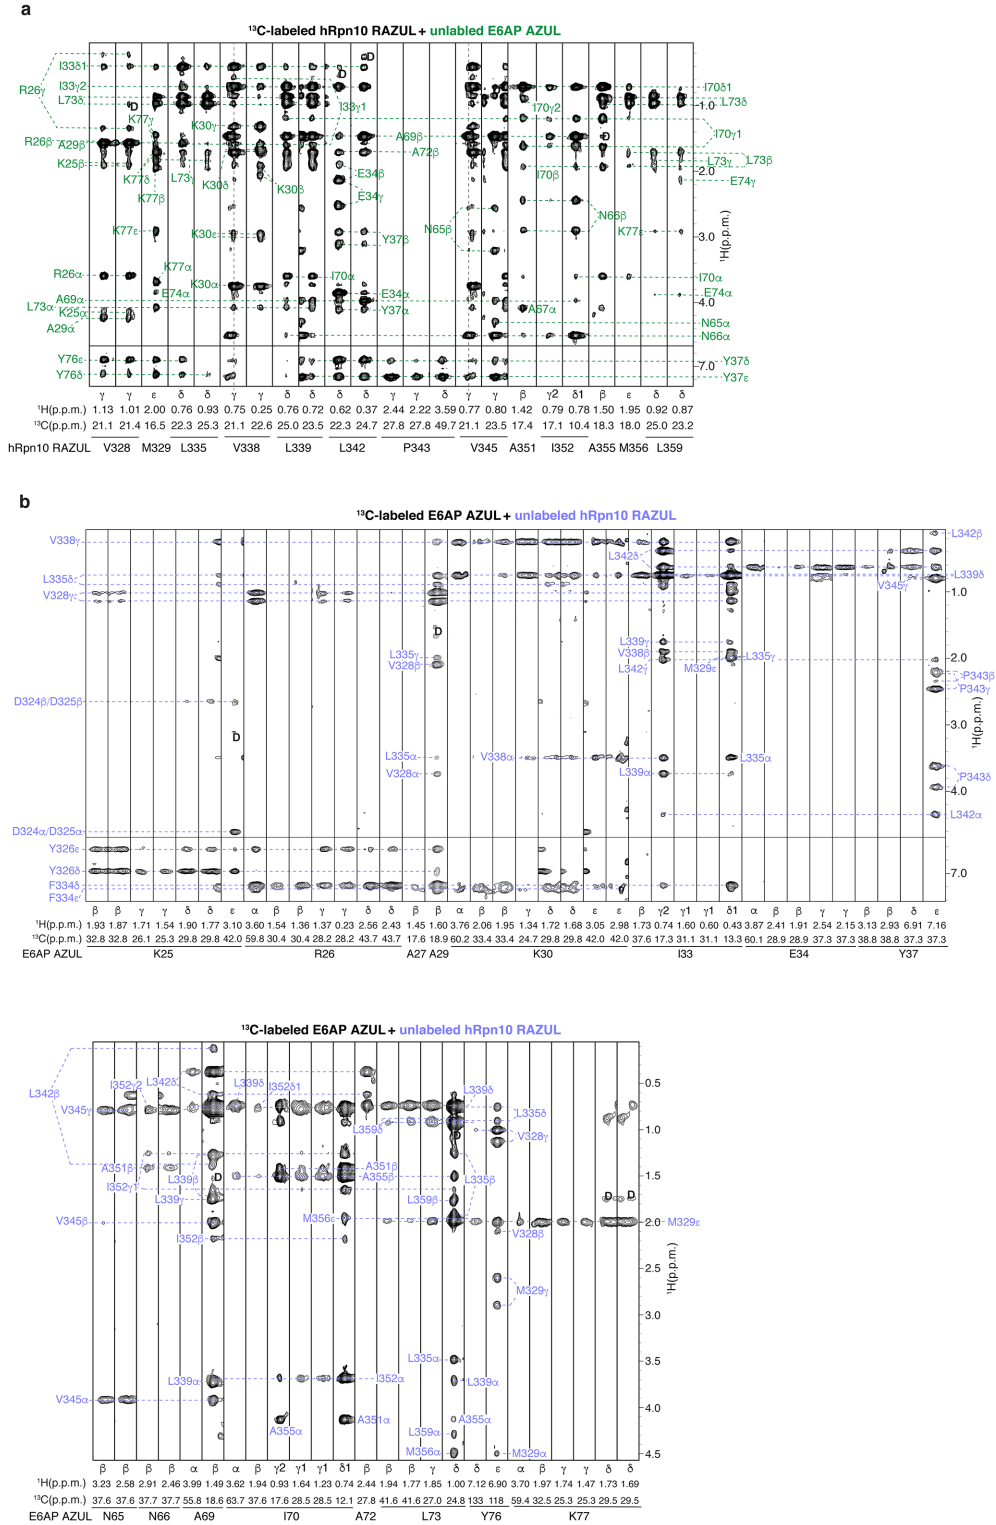 a
¹³C-labeled hRpn10 RAZUL + unlabled E6AP AZUL
I33δ1
R26γ
I33γ2
L73δ
K77γ
R26β
A29β
K25β
K77δ
K77β
L73γ
K30γ
K30δ
K30β
I33γ1
A69β
A72β
E34β
E34γ
Y37β
I70δ1
L73δ
1.0
I70γ2
I70γ1
L73γ
L73β
2.0
I70β
E74γ
N65β
N66β
K77ε
3.0
¹H(p.p.m.)
K77ε
K30ε
R26α
K77α
E74α
K30α
I70α
E34α
Y37α
A69α
L73α
K25α
A29α
I70α
E74α
4.0
A67α
N65α
N66α
Y76ε
Y76δ
Y37δ
7.0
Y37ε
D D D
γ γ ε δ δ γ γ δ δ δ δ γ γ δ γ γ β γ2 δ1 β ε δ δ
¹H(p.p.m.) 1.13 1.01 2.00 0.76 0.93 0.75 0.25 0.76 0.72 0.62 0.37 2.44 2.22 3.59 0.77 0.80 1.42 0.79 0.78 1.50 1.95 0.92 0.87
¹³C(p.p.m.) 21.1 21.4 16.5 22.3 25.3 21.1 22.6 25.0 23.5 22.3 24.7 27.8 27.8 49.7 21.1 23.5 17.4 17.1 10.4 18.3 18.0 25.0 23.2
hRpn10 RAZUL V328 M329 L335 V338 L339 L342 P343 V345 A351 I352 A355 M356 L359
b
¹³C-labeled E6AP AZUL + unlabeled hRpn10 RAZUL
V338γ
L335δ
V328γ
L335γ
V328β
D324β/D325β
L335α
V328α
V338α
D324α/D325α
Y326ε
Y326δ
F334δ
F334ε
L342δ
L339γ
V338β
L342γ
M329ε
L335γ
L339α
L335α
L342β
L339δ
V345γ
1.0
2.0
P343β
P343γ
3.0
¹H(p.p.m.)
P343δ
4.0
L342α
7.0
D D D
β β γ γ δ δ ε α β β γ γ δ δ β β α β β γ δ δ ε ε β γ2 γ1 γ1 δ1 α β β γ γ β β δ ε
¹H(p.p.m.) 1.93 1.87 1.71 1.54 1.90 1.77 3.10 3.60 1.54 1.36 1.37 0.23 2.56 2.43 1.45 1.60 3.76 2.06 1.95 1.34 1.72 1.68 3.05 2.98 1.73 0.74 1.66 0.60 0.43 3.87 2.41 1.91 2.47 2.15 3.13 2.93 6.91 7.16
¹³C(p.p.m.) 32.8 32.8 26.1 25.3 29.8 29.8 42.0 59.8 30.4 30.4 28.2 28.2 43.7 43.7 17.6 18.9 60.2 33.4 33.4 24.7 29.8 29.8 42.0 42.0 37.6 17.3 31.1 31.1 13.3 60.1 28.9 28.9 37.3 37.3 38.8 38.8 37.3 37.3
E6AP AZUL K25 R26 A27 A29 K30 I33 E34 Y37
¹³C-labeled E6AP AZUL + unlabeled hRpn10 RAZUL
L342β
I352γ2
L342δ
L339δ
I352δ1
V345γ
A351β
I352γ1
L339β
L339γ
V345β
I352β
L339α
V345α
L359δ
A351β
A355β
M356ε
I352α
A355α
A351α
L339δ
L335δ
V328γ
L335β
L359β
M329ε
V328β
M329γ
L335α
L339α
A355α
L359α
M356α
M329α
D D D D
0.5
1.0
1.5
2.0
2.5
3.0
3.5
4.0
4.5
¹H(p.p.m.)
β β β β α β α β γ2 γ1 γ1 δ1 β β β γ δ δ ε α β γ γ δ δ
¹H(p.p.m.) 3.23 2.58 2.91 2.46 3.99 1.49 3.76 1.94 0.93 1.64 1.23 0.74 2.44 1.94 1.77 1.85 1.00 7.12 6.90 3.70 1.97 1.74 1.47 1.73 1.69
¹³C(p.p.m.) 37.6 37.6 37.7 37.7 55.8 18.6 63.7 37.6 17.6 28.5 28.5 12.1 27.8 41.6 41.6 27.0 24.8 133 118 59.4 32.5 25.3 25.3 29.5 29.5
E6AP AZUL N65 N66 A69 I70 A72 L73 Y76 K77